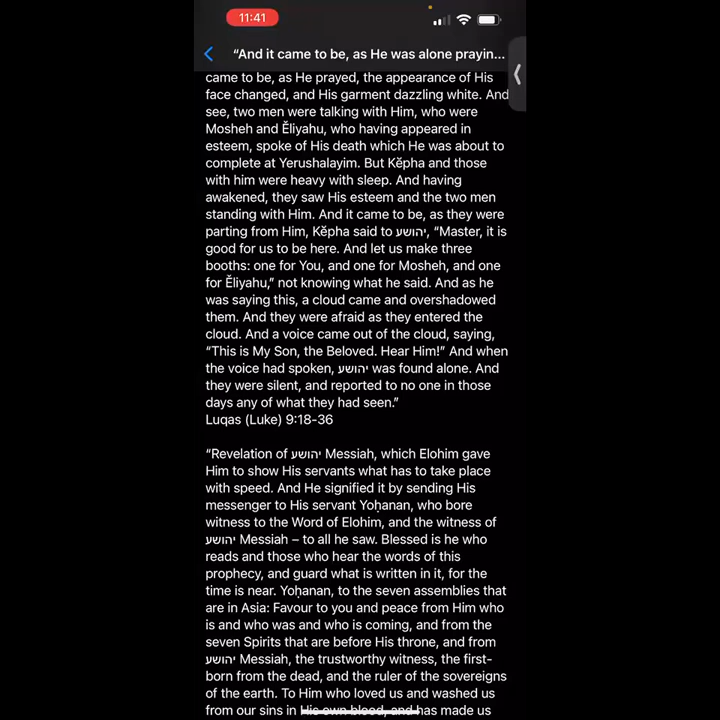 11:41
“And it came to be, as He was alone prayin...
came to be, as He prayed, the appearance of His
face changed, and His garment dazzling white. And
see, two men were talking with Him, who were
Mosheh and Ěliyahu, who having appeared in
esteem, spoke of His death which He was about to
complete at Yerushalayim. But Kěpha and those
with him were heavy with sleep. And having
awakened, they saw His esteem and the two men
standing with Him. And it came to be, as they were
parting from Him, Kěpha said to יהושע, “Master, it is
good for us to be here. And let us make three
booths: one for You, and one for Mosheh, and one
for Ěliyahu,” not knowing what he said. And as he
was saying this, a cloud came and overshadowed
them. And they were afraid as they entered the
cloud. And a voice came out of the cloud, saying,
“This is My Son, the Beloved. Hear Him!” And when
the voice had spoken, יהושע was found alone. And
they were silent, and reported to no one in those
days any of what they had seen.”
Luqas (Luke) 9:18-36
“Revelation of יהושע Messiah, which Elohim gave
Him to show His servants what has to take place
with speed. And He signified it by sending His
messenger to His servant Yoḥanan, who bore
witness to the Word of Elohim, and the witness of
יהושע Messiah – to all he saw. Blessed is he who
reads and those who hear the words of this
prophecy, and guard what is written in it, for the
time is near. Yoḥanan, to the seven assemblies that
are in Asia: Favour to you and peace from Him who
is and who was and who is coming, and from the
seven Spirits that are before His throne, and from
יהושע Messiah, the trustworthy witness, the first-
born from the dead, and the ruler of the sovereigns
of the earth. To Him who loved us and washed us
from our sins in His own blood, and has made us